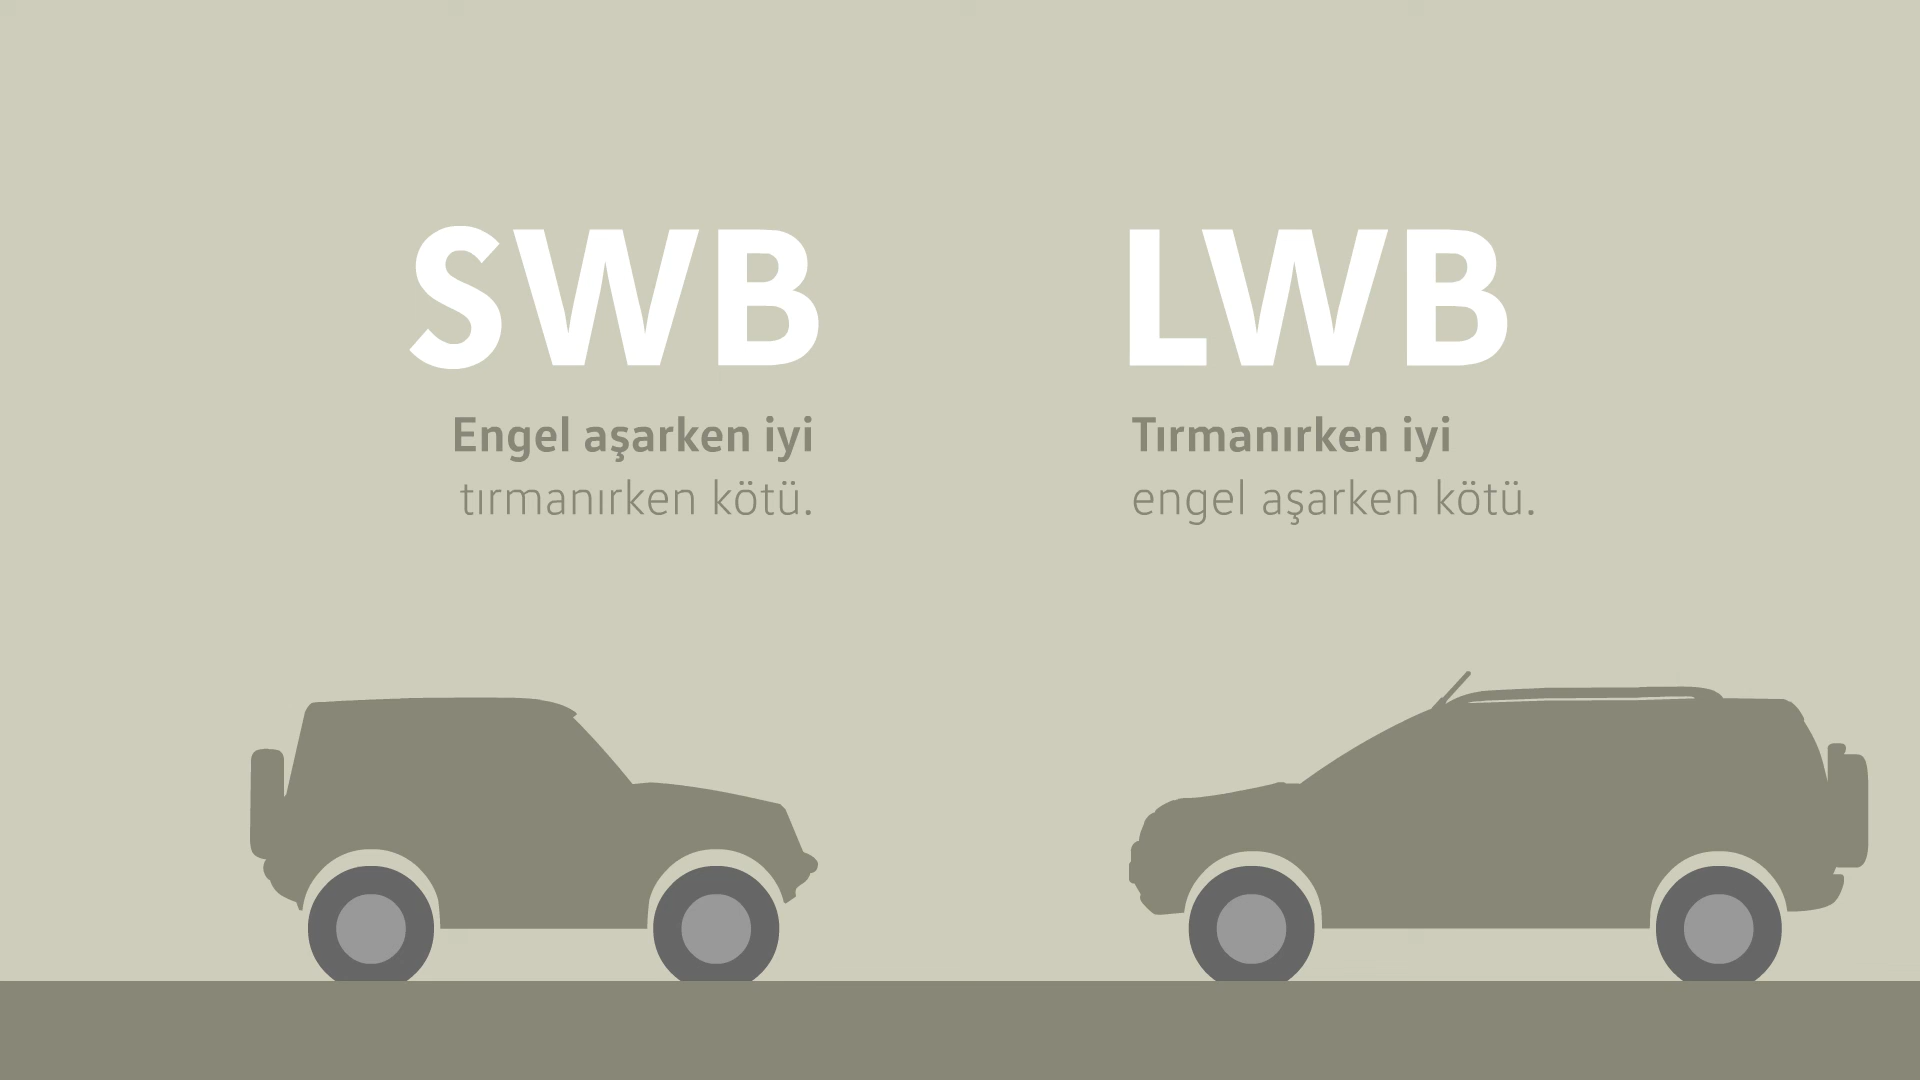 SWB
Engel aşarken iyi
tırmanırken kötü.
LWB
Tırmanırken iyi
engel aşarken kötü.